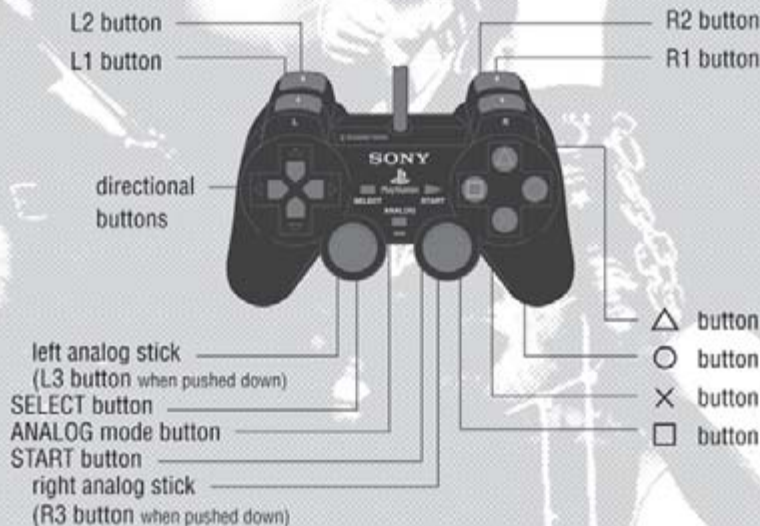 L2 button
R2 button
L1 button
R1 button
L
R
SONY
PlayStation
SELECT
START
ANALOG
directional
buttons
△ button
○ button
✕ button
□ button
left analog stick
(L3 button when pushed down)
SELECT button
ANALOG mode button
START button
right analog stick
(R3 button when pushed down)